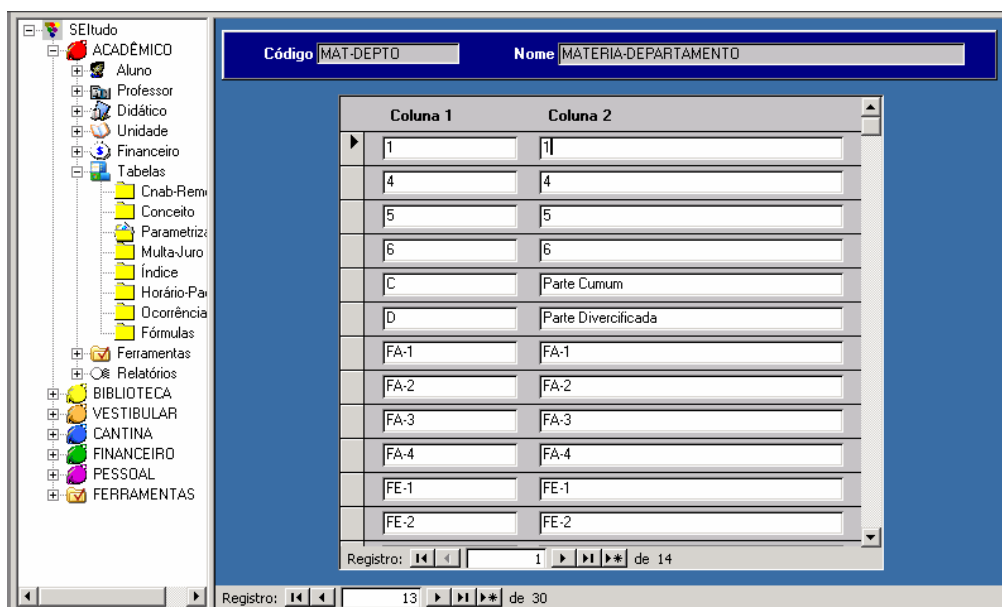 SEItudo
ACADÊMICO
Aluno
Professor
Didático
Unidade
Financeiro
Tabelas
Cnab-Rem
Conceito
Parametriz
Multa-Juro
Índice
Horário-Pa
Ocorrência
Fórmulas
Ferramentas
Relatórios
BIBLIOTECA
VESTIBULAR
CANTINA
FINANCEIRO
PESSOAL
FERRAMENTAS
Código MAT-DEPTO Nome MATERIA-DEPARTAMENTO
Coluna 1 Coluna 2
1 1
4 4
5 5
6 6
C Parte Cumum
D Parte Divercificada
FA-1 FA-1
FA-2 FA-2
FA-3 FA-3
FA-4 FA-4
FE-1 FE-1
FE-2 FE-2
Registro: 1 de 14
Registro: 13 de 30